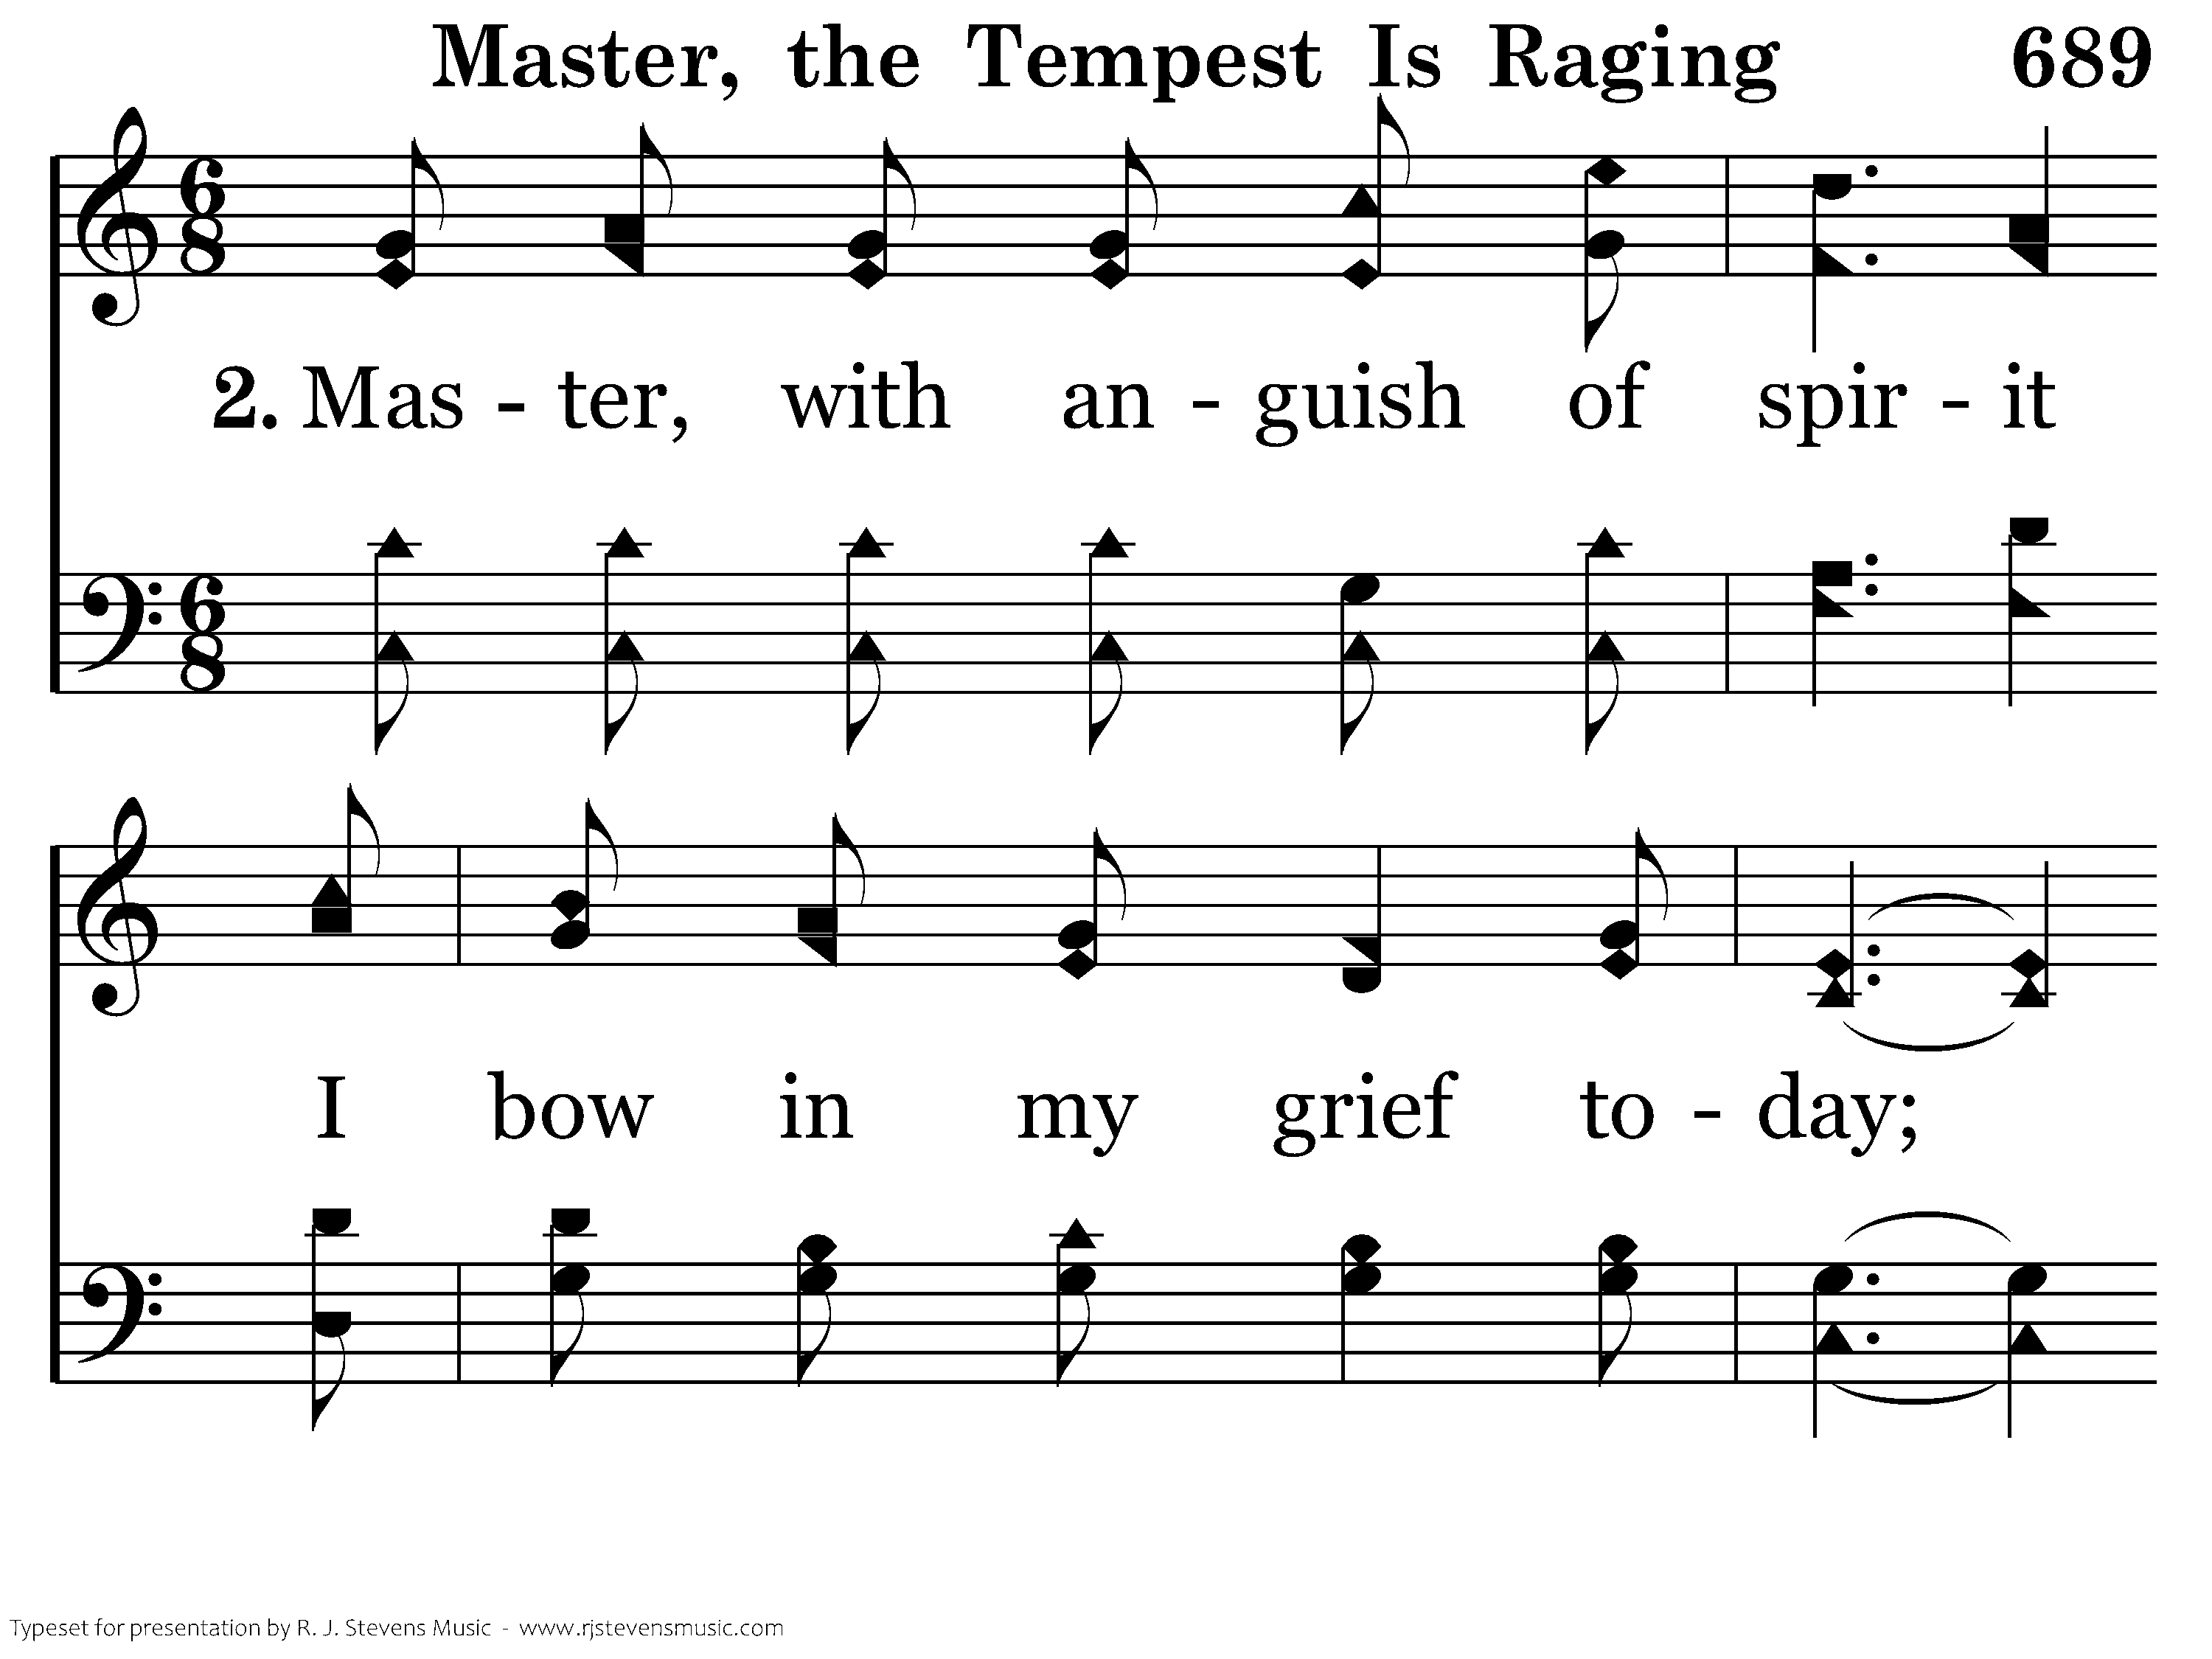 Master, the Tempest Is Raging 689
2. Mas - ter, with an - guish of spir - it
I bow in my grief to - day;
Typeset for presentation by R. J. Stevens Music - www.rjstevensmusic.com